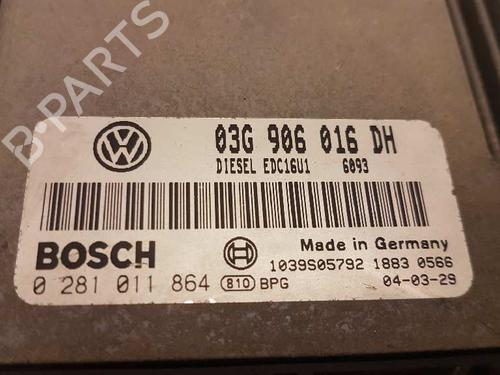 B-PARTS
03G 906 016 DH
DIESEL EDC16U1 6093
BOSCH
Made in Germany
1039S05792 1883 0566
0 281 011 864 810 BPG 04-03-29